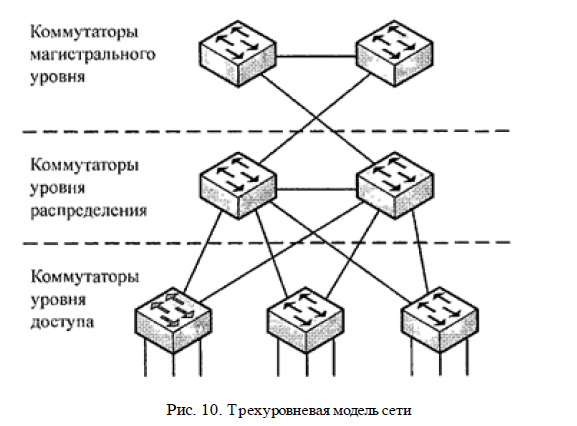 Коммутаторы
магистрального
уровня
Коммутаторы
уровня
распределения
Коммутаторы
уровня
доступа
Рис. 10. Трехуровневая модель сети